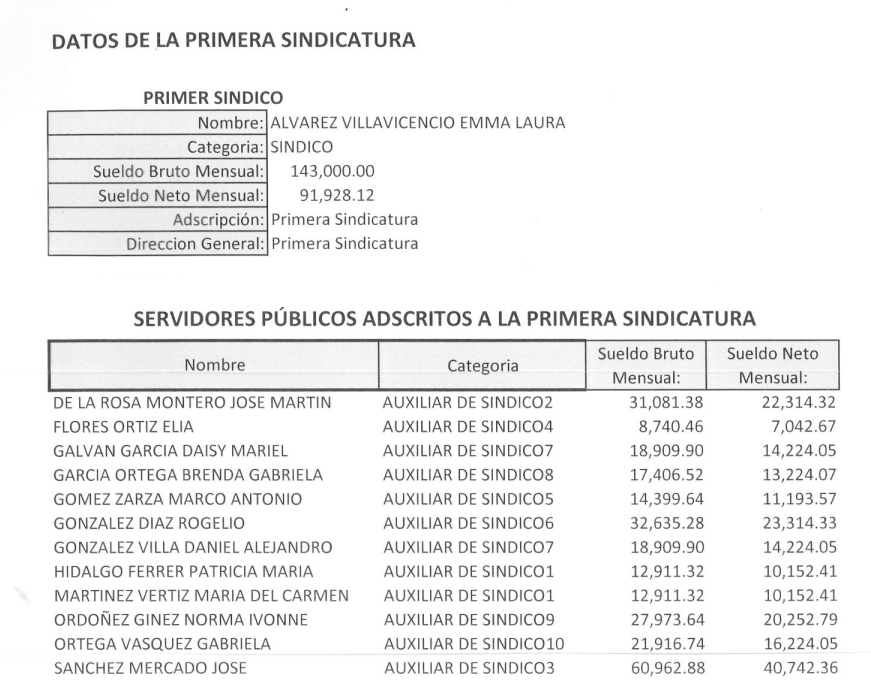 DATOS DE LA PRIMERA SINDICATURA
PRIMER SINDICO
Nombre: ALVAREZ VILLAVICENCIO EMMA LAURA
Categoria: SINDICO
Sueldo Bruto Mensual: 143,000.00
Sueldo Neto Mensual: 91,928.12
Adscripción: Primera Sindicatura
Direccion General: Primera Sindicatura
SERVIDORES PÚBLICOS ADSCRITOS A LA PRIMERA SINDICATURA
Nombre Categoria Sueldo Bruto Mensual: Sueldo Neto Mensual:
DE LA ROSA MONTERO JOSE MARTIN AUXILIAR DE SINDICO2 31,081.38 22,314.32
FLORES ORTIZ ELIA AUXILIAR DE SINDICO4 8,740.46 7,042.67
GALVAN GARCIA DAISY MARIEL AUXILIAR DE SINDICO7 18,909.90 14,224.05
GARCIA ORTEGA BRENDA GABRIELA AUXILIAR DE SINDICO8 17,406.52 13,224.07
GOMEZ ZARZA MARCO ANTONIO AUXILIAR DE SINDICO5 14,399.64 11,193.57
GONZALEZ DIAZ ROGELIO AUXILIAR DE SINDICO6 32,635.28 23,314.33
GONZALEZ VILLA DANIEL ALEJANDRO AUXILIAR DE SINDICO7 18,909.90 14,224.05
HIDALGO FERRER PATRICIA MARIA AUXILIAR DE SINDICO1 12,911.32 10,152.41
MARTINEZ VERTIZ MARIA DEL CARMEN AUXILIAR DE SINDICO1 12,911.32 10,152.41
ORDOÑEZ GINEZ NORMA IVONNE AUXILIAR DE SINDICO9 27,973.64 20,252.79
ORTEGA VASQUEZ GABRIELA AUXILIAR DE SINDICO10 21,916.74 16,224.05
SANCHEZ MERCADO JOSE AUXILIAR DE SINDICO3 60,962.88 40,742.36